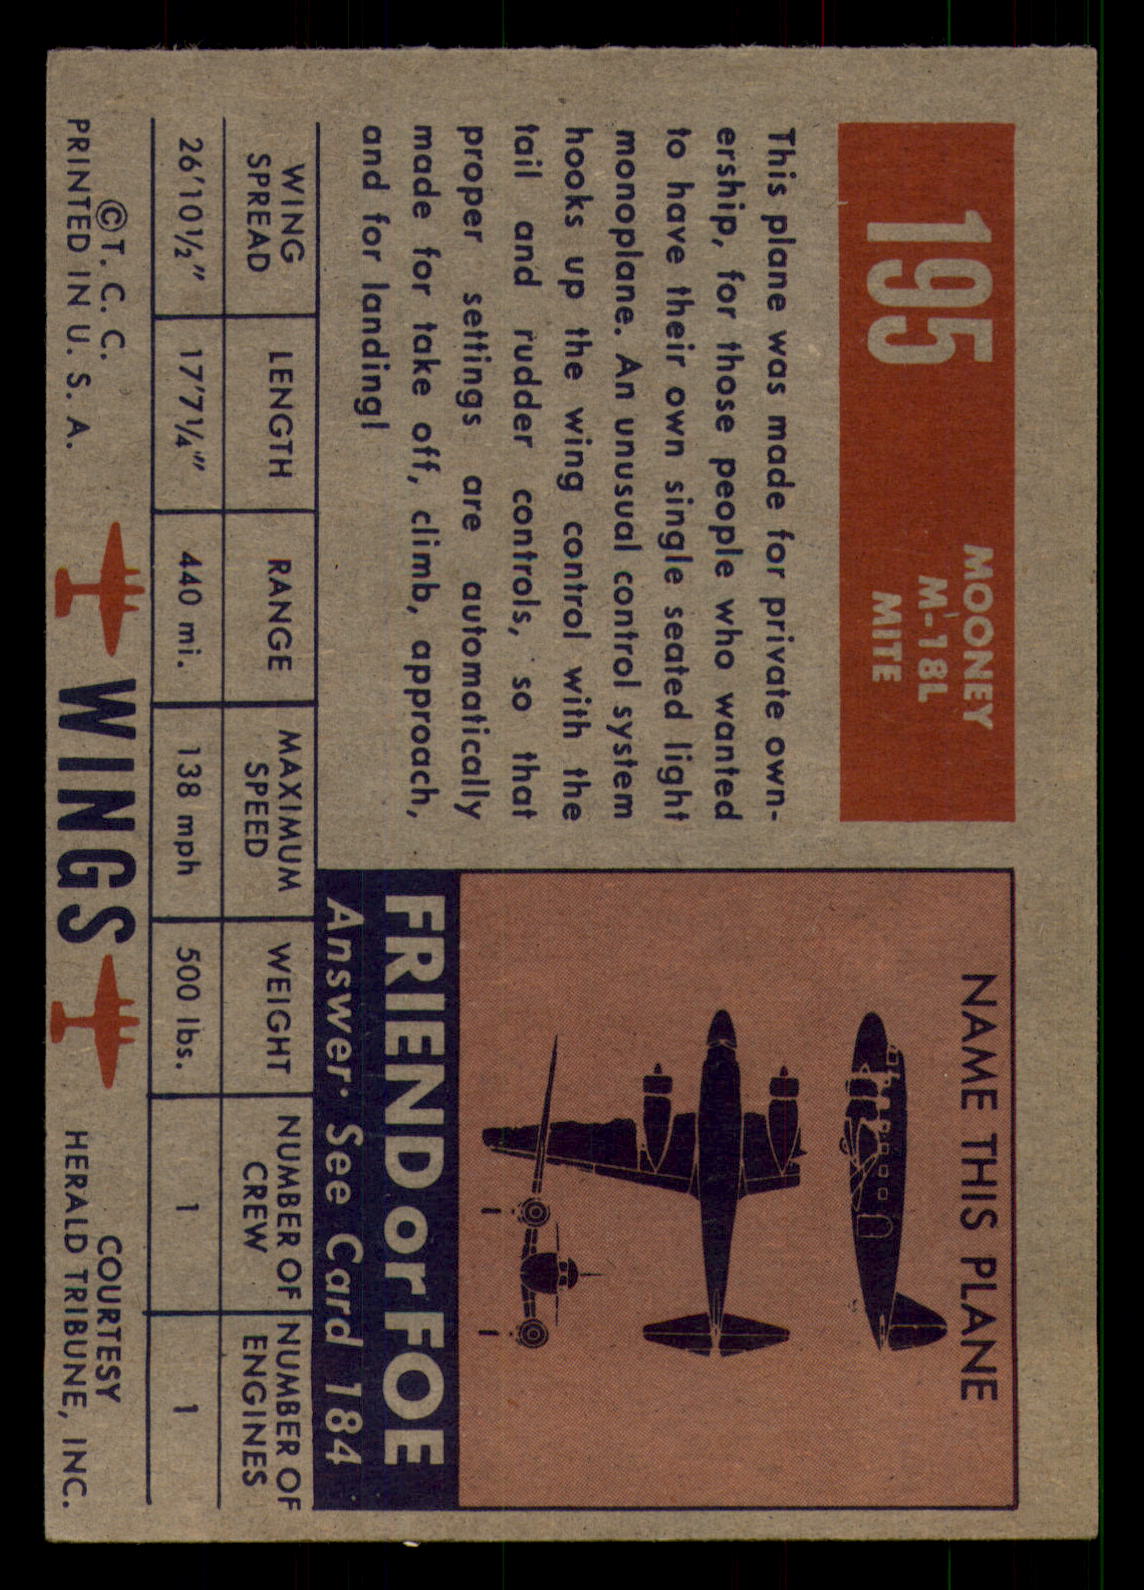 195
MOONEY
M-18L
MITE
This plane was made for private own-
ership, for those people who wanted
to have their own single seated light
monoplane. An unusual control system
hooks up the wing control with the
tail and rudder controls, so that
proper settings are automatically
made for take off, climb, approach,
and for landing!
NAME THIS PLANE
FRIEND or FOE
Answer: See Card 184
WING SPREAD
LENGTH
RANGE
MAXIMUM SPEED
WEIGHT
NUMBER OF CREW
NUMBER OF ENGINES
26'10½"
17'7¼"
440 mi.
138 mph
500 lbs.
1
1
© T. C. C.
PRINTED IN U. S. A.
WINGS
COURTESY
HERALD TRIBUNE, INC.